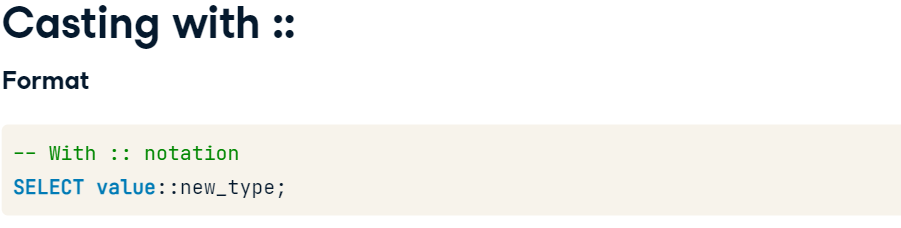 Casting with ::
Format
-- With :: notation
SELECT value::new_type;